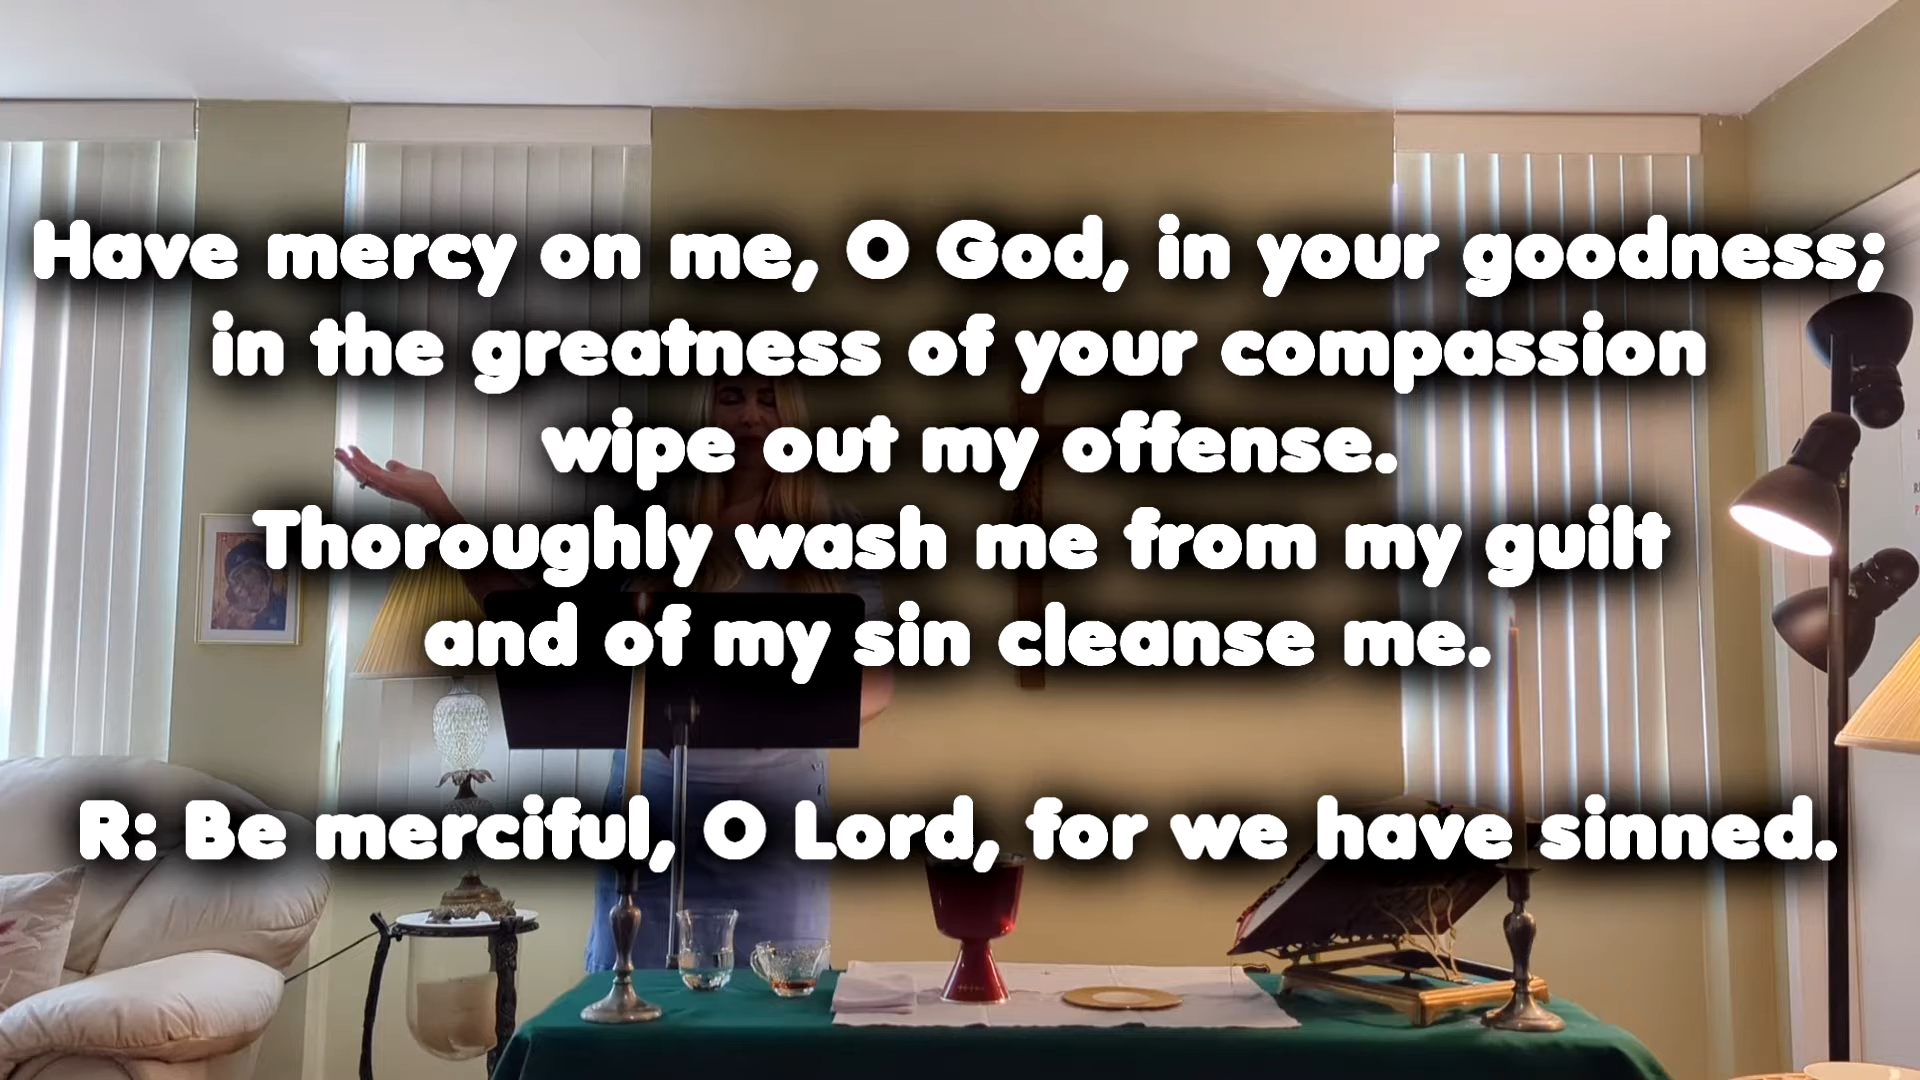 Have mercy on me, O God, in your goodness;
in the greatness of your compassion
wipe out my offense.
Thoroughly wash me from my guilt
and of my sin cleanse me.
R: Be merciful, O Lord, for we have sinned.